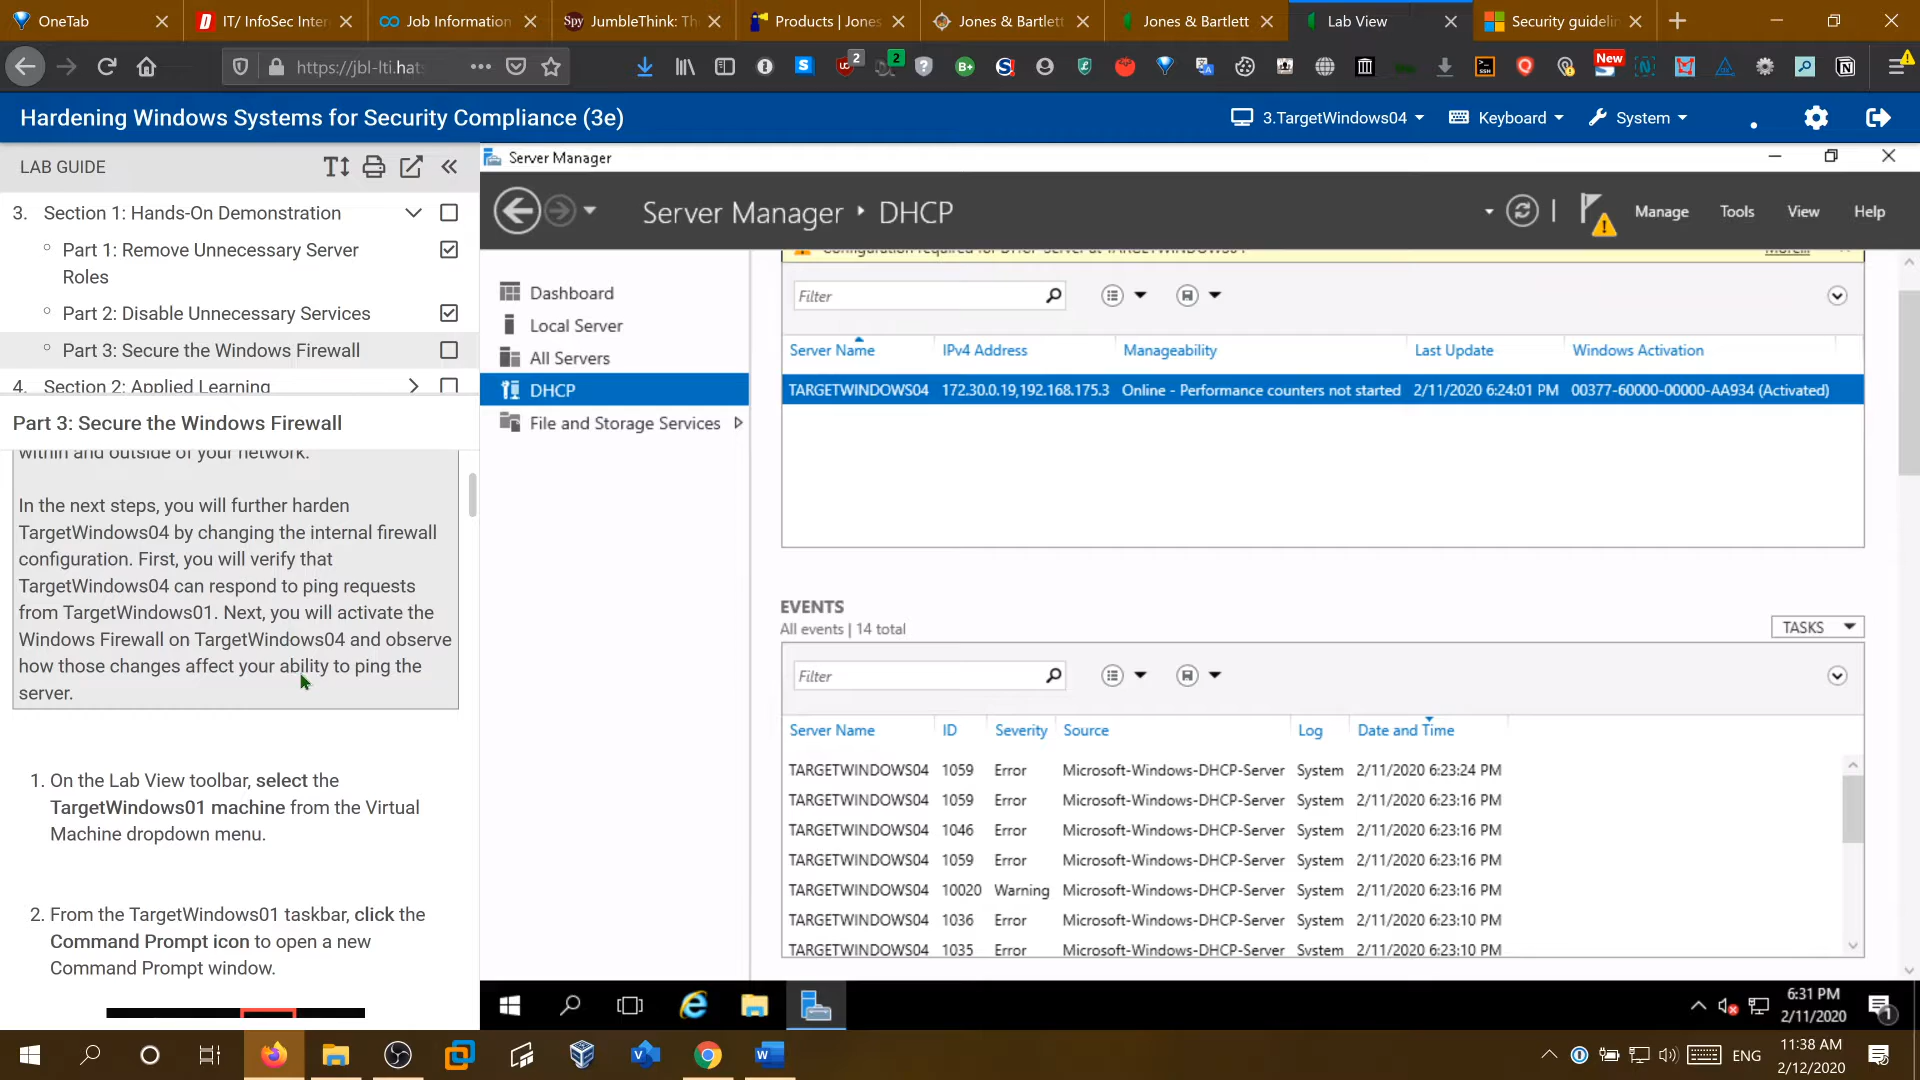 OneTab
IT/ InfoSec Inter
Job Information
JumbleThink: Th
Products | Jones
Jones & Bartlett
Jones & Bartlett
Lab View
Security guidelin
https://jbl-lti.hats
2
2
New
Hardening Windows Systems for Security Compliance (3e)
3.TargetWindows04
Keyboard
System
LAB GUIDE
3. Section 1: Hands-On Demonstration
Part 1: Remove Unnecessary Server
Roles
Part 2: Disable Unnecessary Services
Part 3: Secure the Windows Firewall
4. Section 2: Applied Learning
Part 3: Secure the Windows Firewall
within and outside of your network.
In the next steps, you will further harden
TargetWindows04 by changing the internal firewall
configuration. First, you will verify that
TargetWindows04 can respond to ping requests
from TargetWindows01. Next, you will activate the
Windows Firewall on TargetWindows04 and observe
how those changes affect your ability to ping the
server.
1. On the Lab View toolbar, select the
TargetWindows01 machine from the Virtual
Machine dropdown menu.
2. From the TargetWindows01 taskbar, click the
Command Prompt icon to open a new
Command Prompt window.
Server Manager
Server Manager • DHCP
Manage
Tools
View
Help
Dashboard
Local Server
All Servers
DHCP
File and Storage Services
Configuration required for DHCP Server at TARGETWINDOWS04
More...
Filter
Server Name IPv4 Address Manageability Last Update Windows Activation
TARGETWINDOWS04 172.30.0.19,192.168.175.3 Online - Performance counters not started 2/11/2020 6:24:01 PM 00377-60000-00000-AA934 (Activated)
EVENTS
All events | 14 total
TASKS
Filter
Server Name ID Severity Source Log Date and Time
TARGETWINDOWS04 1059 Error Microsoft-Windows-DHCP-Server System 2/11/2020 6:23:24 PM
TARGETWINDOWS04 1059 Error Microsoft-Windows-DHCP-Server System 2/11/2020 6:23:16 PM
TARGETWINDOWS04 1046 Error Microsoft-Windows-DHCP-Server System 2/11/2020 6:23:16 PM
TARGETWINDOWS04 1059 Error Microsoft-Windows-DHCP-Server System 2/11/2020 6:23:16 PM
TARGETWINDOWS04 10020 Warning Microsoft-Windows-DHCP-Server System 2/11/2020 6:23:16 PM
TARGETWINDOWS04 1036 Error Microsoft-Windows-DHCP-Server System 2/11/2020 6:23:10 PM
TARGETWINDOWS04 1035 Error Microsoft-Windows-DHCP-Server System 2/11/2020 6:23:10 PM
6:31 PM
2/11/2020
1
ENG
11:38 AM
2/12/2020